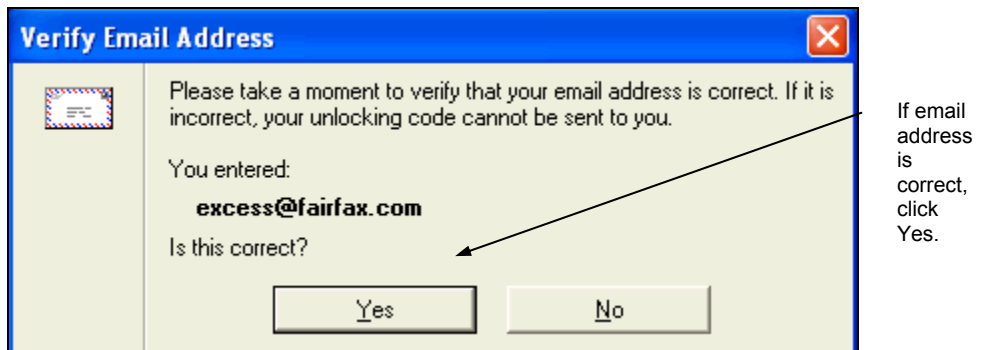 Verify Email Address
Please take a moment to verify that your email address is correct. If it is
incorrect, your unlocking code cannot be sent to you.
You entered:
excess@fairfax.com
Is this correct?
Yes
No
If email
address
is
correct,
click
Yes.